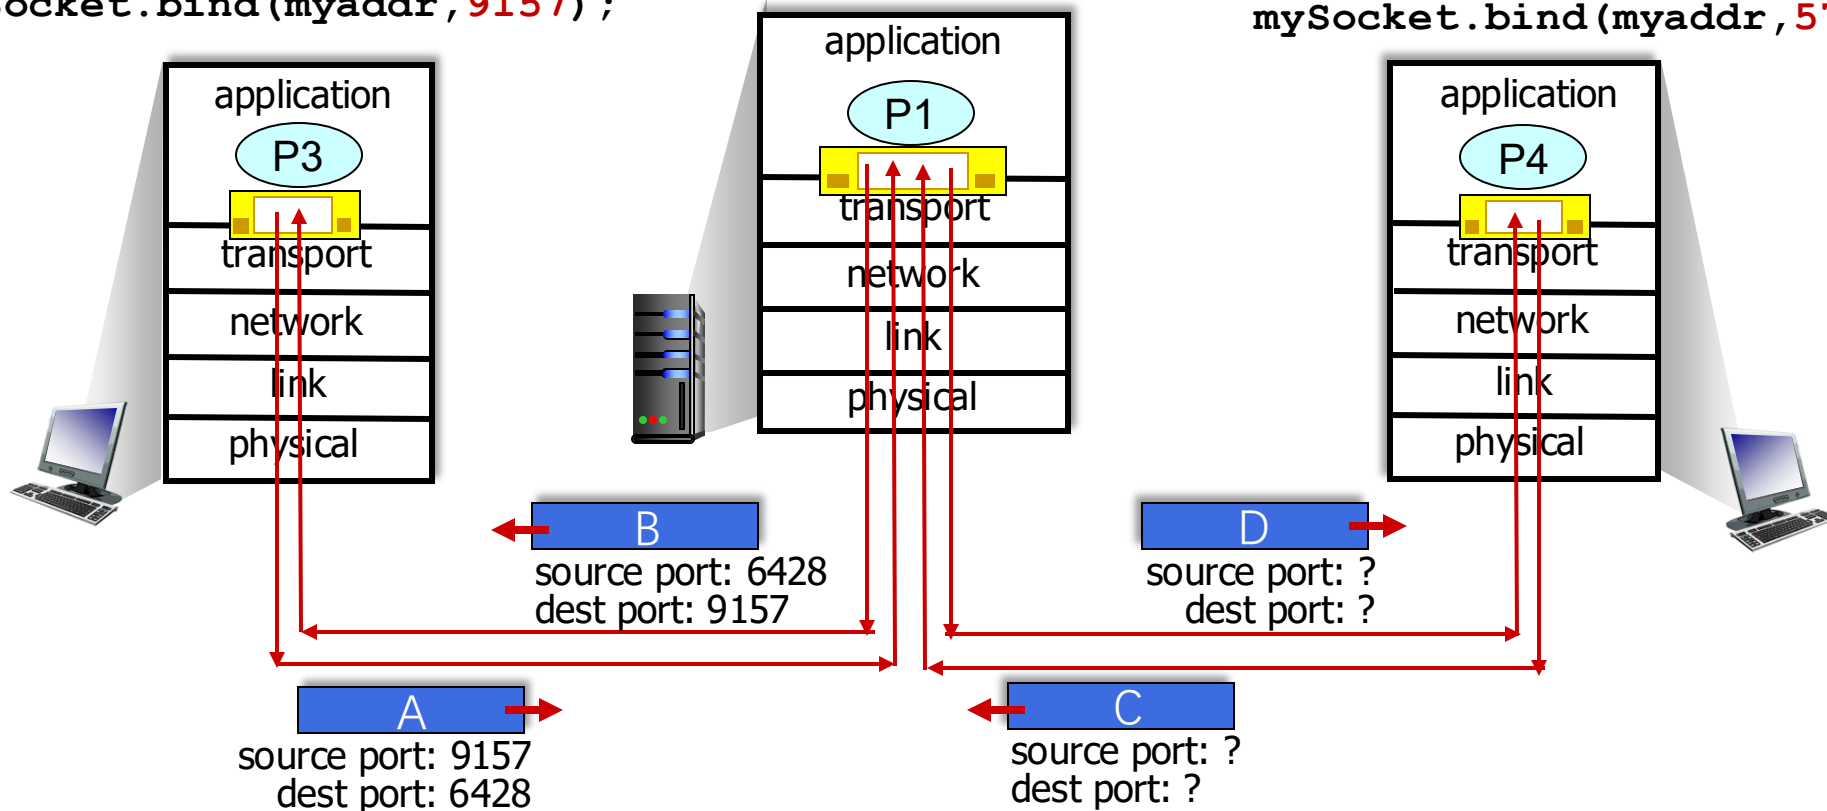 ocket.bind(myaddr,9157);
mySocket.bind(myaddr,57
application
P3
transport
network
link
physical
application
P1
transport
network
link
physical
application
P4
transport
network
link
physical
B
source port: 6428
dest port: 9157
D
source port: ?
dest port: ?
A
source port: 9157
dest port: 6428
C
source port: ?
dest port: ?